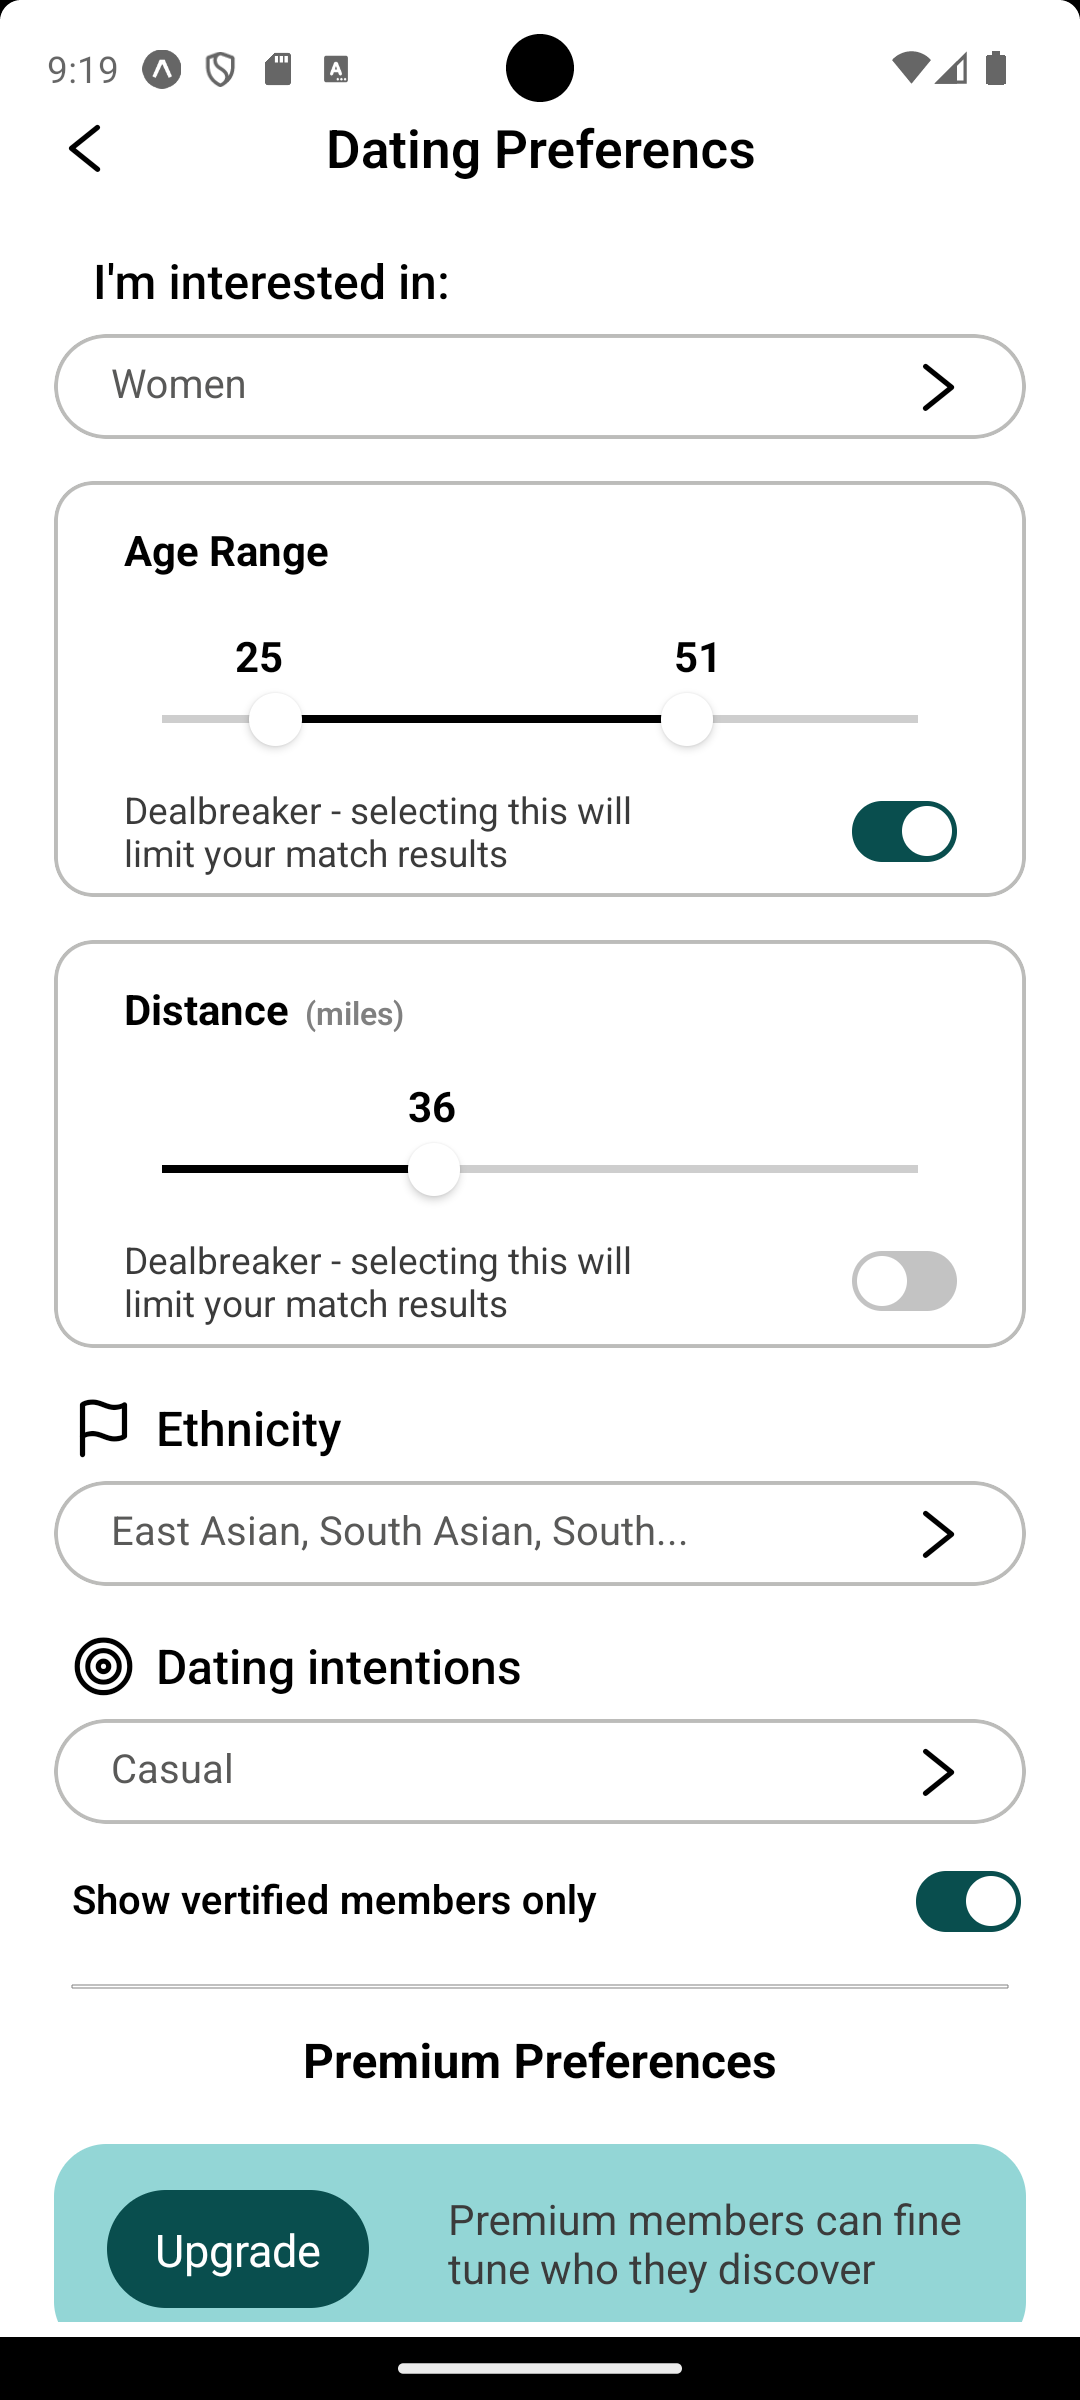 9:19
Dating Preferencs
I'm interested in:
Women
Age Range
25 51
Dealbreaker - selecting this will
limit your match results
Distance (miles)
36
Dealbreaker - selecting this will
limit your match results
Ethnicity
East Asian, South Asian, South...
Dating intentions
Casual
Show vertified members only
Premium Preferences
Upgrade
Premium members can fine
tune who they discover